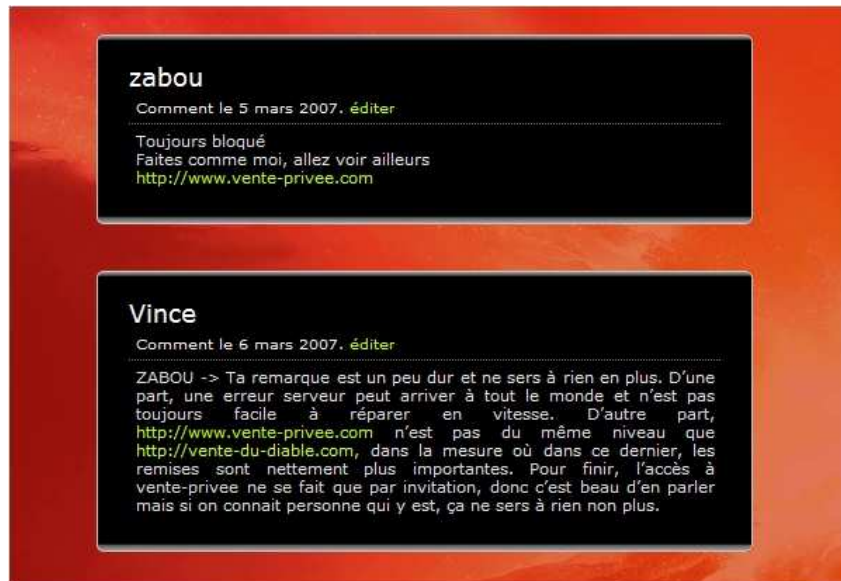 zabou
Comment le 5 mars 2007. éditer
Toujours bloqué
Faites comme moi, allez voir ailleurs
http://www.vente-privee.com
Vince
Comment le 6 mars 2007. éditer
ZABOU -> Ta remarque est un peu dur et ne sers à rien en plus. D'une
part, une erreur serveur peut arriver à tout le monde et n'est pas
toujours facile à réparer en vitesse. D'autre part,
http://www.vente-privee.com n'est pas du même niveau que
http://vente-du-diable.com, dans la mesure où dans ce dernier, les
remises sont nettement plus importantes. Pour finir, l'accès à
vente-privee ne se fait que par invitation, donc c'est beau d'en parler
mais si on connait personne qui y est, ça ne sers à rien non plus.